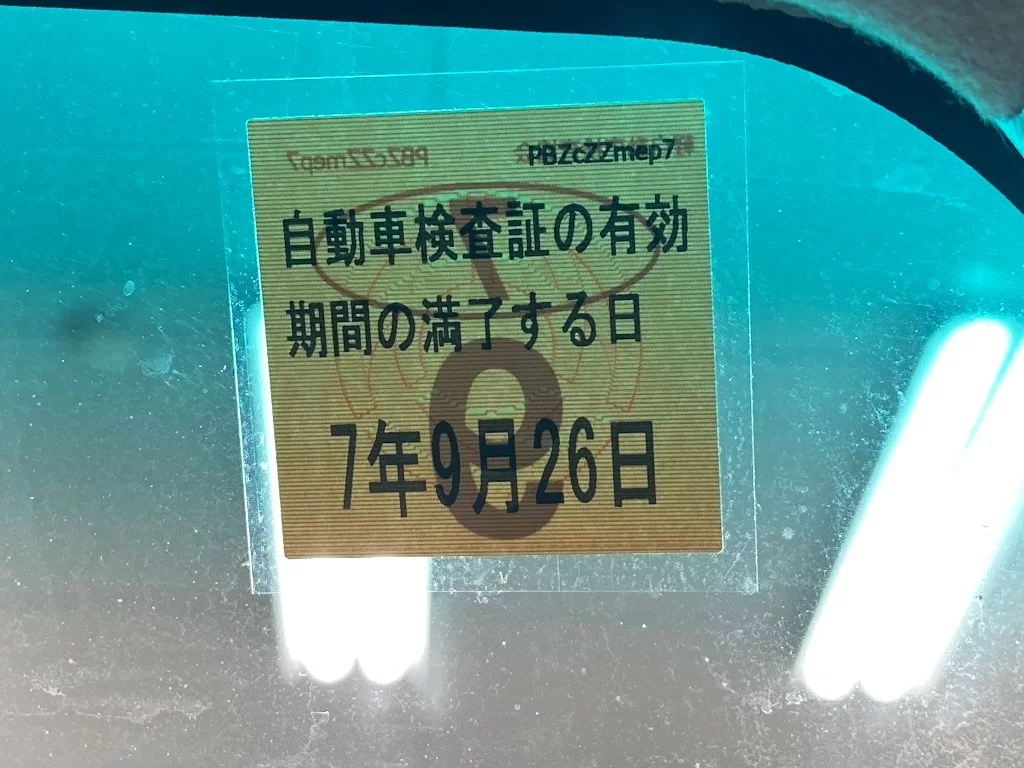 PBZcZZmep7
自動車検査証の有効
期間の満了する日
7年9月26日